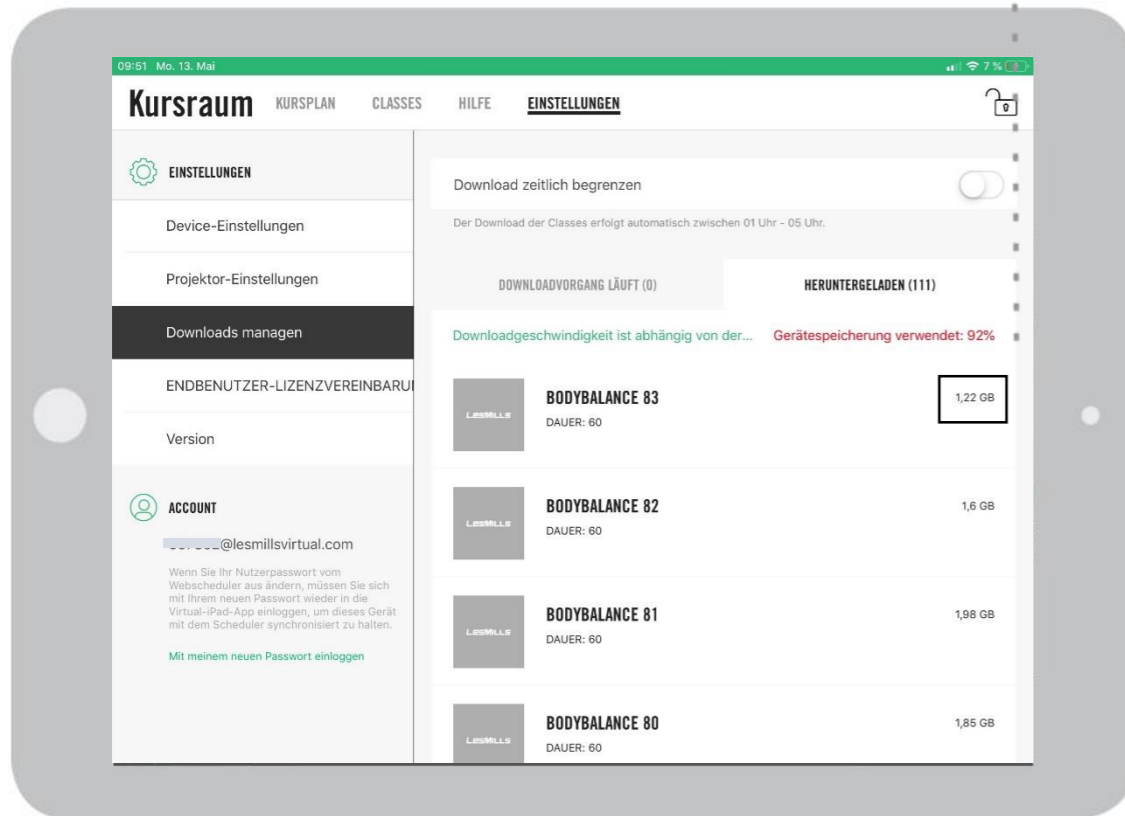 09:51 Mo. 13. Mai
7 %
Kursraum KURSPLAN CLASSES HILFE EINSTELLUNGEN
EINSTELLUNGEN
Device-Einstellungen
Projektor-Einstellungen
Downloads managen
ENDBENUTZER-LIZENZVEREINBARU
Version
ACCOUNT
@lesmillsvirtual.com
Wenn Sie Ihr Nutzerpasswort vom
Webscheduler aus ändern, müssen Sie sich
mit Ihrem neuen Passwort wieder in die
Virtual-iPad-App einloggen, um dieses Gerät
mit dem Scheduler synchronisiert zu halten.
Mit meinem neuen Passwort einloggen
Download zeitlich begrenzen
Der Download der Classes erfolgt automatisch zwischen 01 Uhr - 05 Uhr.
DOWNLOADVORGANG LÄUFT (0) HERUNTERGELADEN (111)
Downloadgeschwindigkeit ist abhängig von der... Gerätespeicherung verwendet: 92%
LesMills
BODYBALANCE 83
1,22 GB
DAUER: 60
LesMills
BODYBALANCE 82
1,6 GB
DAUER: 60
LesMills
BODYBALANCE 81
1,98 GB
DAUER: 60
LesMills
BODYBALANCE 80
1,85 GB
DAUER: 60